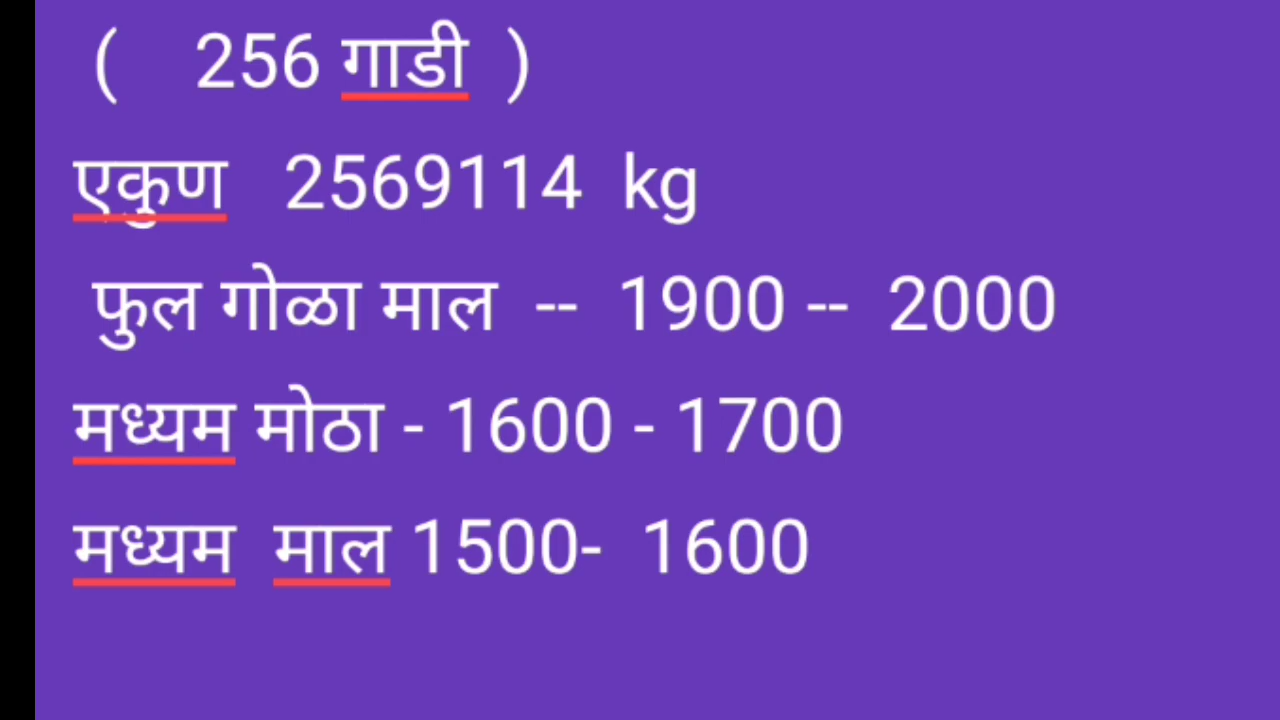 ( 256 गाडी )
एकुण 2569114 kg
फुल गोळा माल -- 1900 -- 2000
मध्यम मोठा - 1600 - 1700
मध्यम माल 1500- 1600